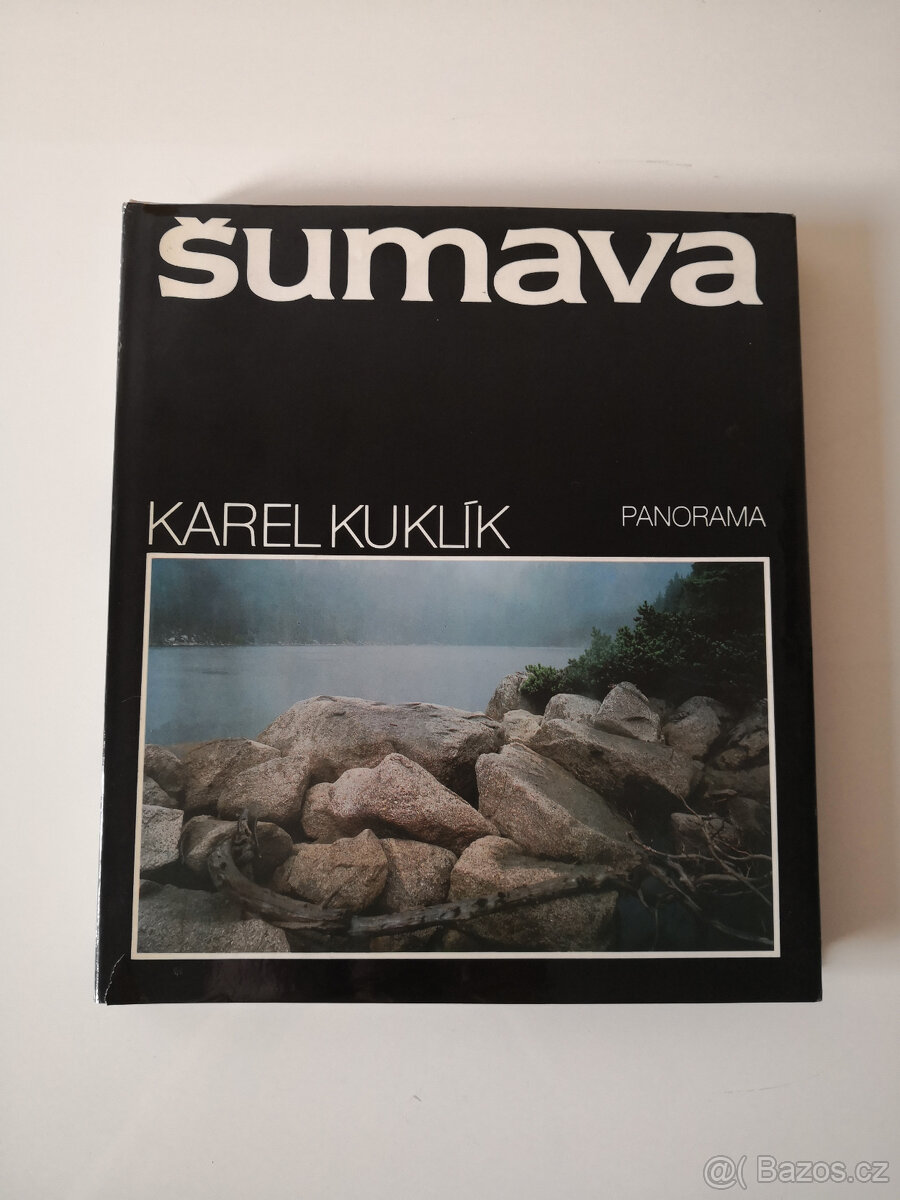 šumava
KAREL KUKLÍK
PANORAMA
@( Bazos.cz